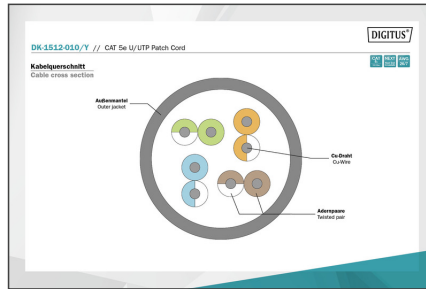 DIGITUS®
DK-1512-010/Y // CAT 5e U/UTP Patch Cord
Kabelquerschnitt
Cable cross section
Außenmantel
Outer jacket
Cu-Draht
Cu-Wire
Adernpaare
Twisted pair